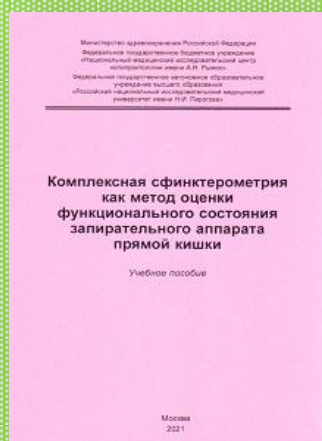 Министерство здравоохранения Российской Федерации
Федеральное государственное бюджетное учреждение
«Национальный медицинский исследовательский центр
колопроктологии имени А.Н. Рыжих»
Федеральное государственное автономное образовательное
учреждение высшего образования
«Российский национальный исследовательский медицинский
университет имени Н.И. Пирогова»
Комплексная сфинктерометрия
как метод оценки
функционального состояния
запирательного аппарата
прямой кишки
Учебное пособие
Москва
2021